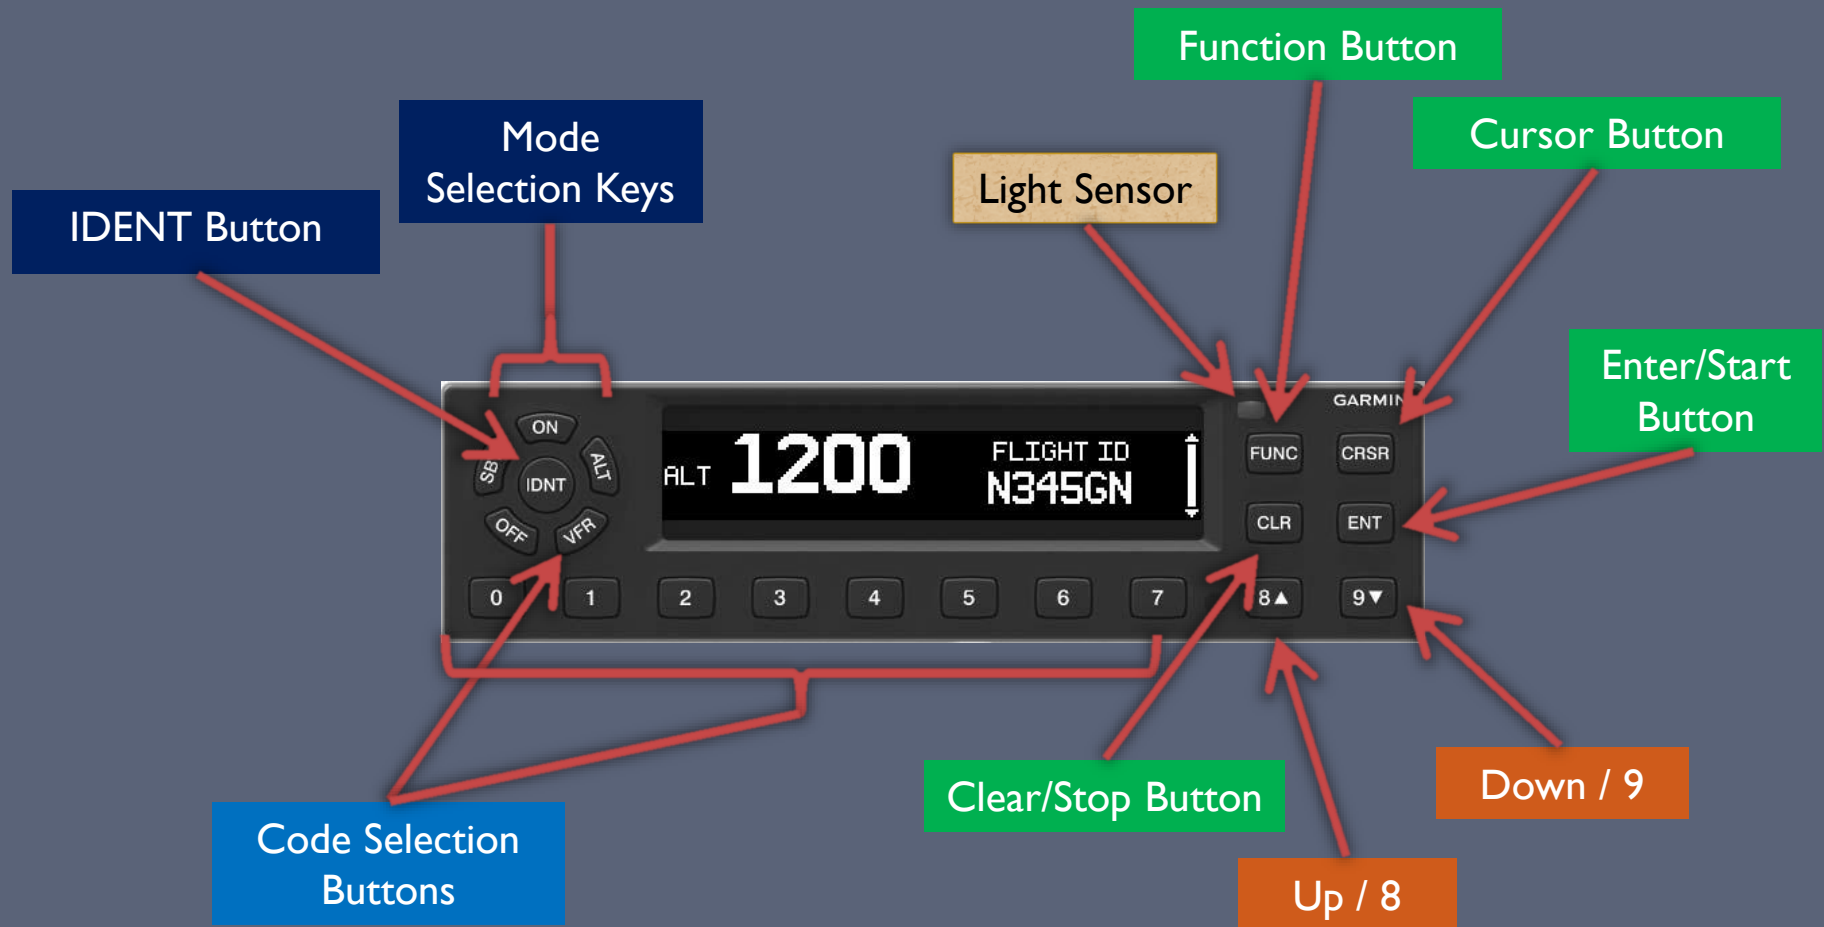 Function Button
Cursor Button
Mode
Selection Keys
Light Sensor
IDENT Button
Enter/Start
Button
GARMIN
ON
SB
ALT
IDNT
OFF
VFR
ALT 1200
FLIGHT ID
N345GN
FUNC
CRSR
CLR
ENT
0 1 2 3 4 5 6 7 8▲ 9▼
Clear/Stop Button
Down / 9
Code Selection
Buttons
Up / 8